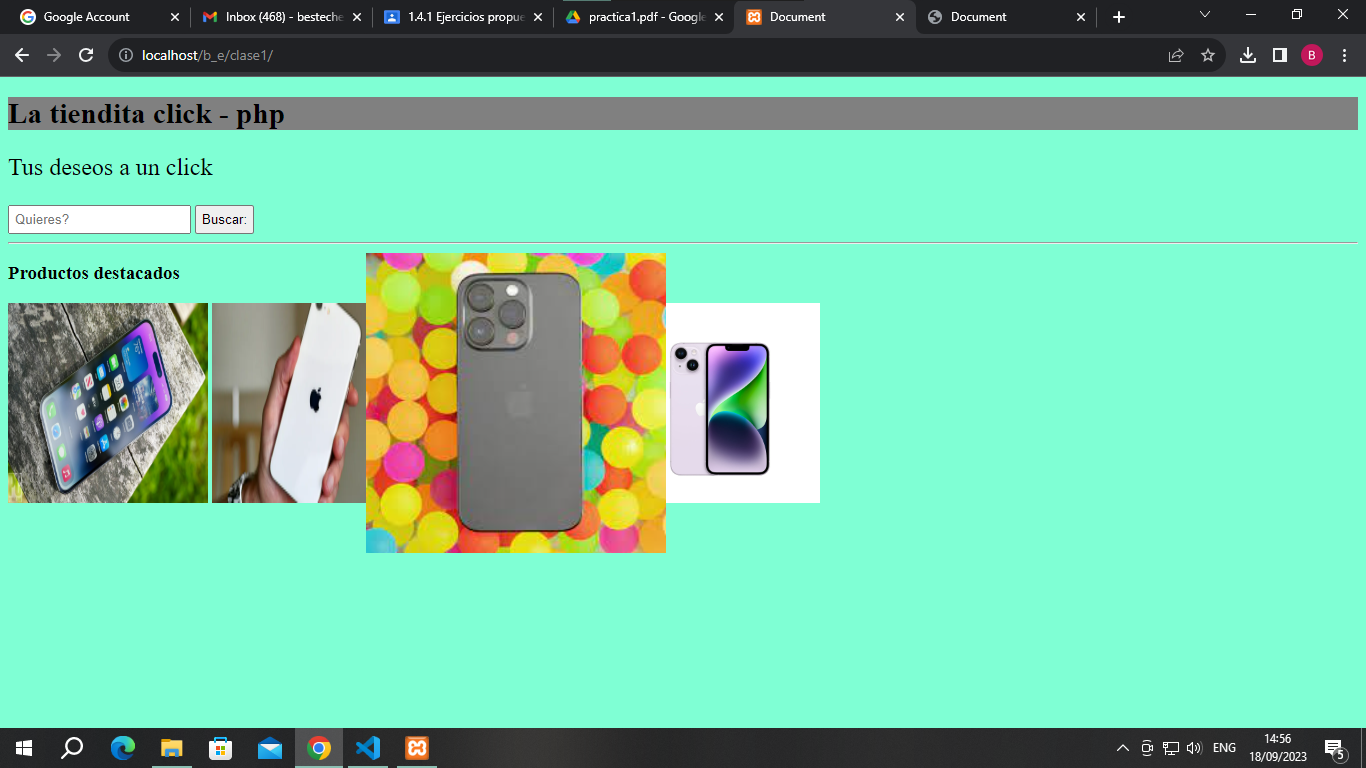 Google Account
Inbox (468) - besteche
1.4.1 Ejercicios propue
practica1.pdf - Google
Document
Document
localhost/b_e/clase1/
B
La tiendita click - php
Tus deseos a un click
Quieres?
Buscar:
Productos destacados
ENG
14:56
18/09/2023
5